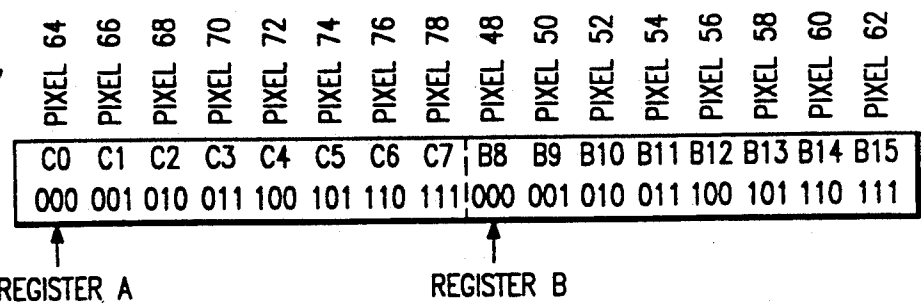 PIXEL 64 PIXEL 66 PIXEL 68 PIXEL 70 PIXEL 72 PIXEL 74 PIXEL 76 PIXEL 78 PIXEL 48 PIXEL 50 PIXEL 52 PIXEL 54 PIXEL 56 PIXEL 58 PIXEL 60 PIXEL 62
C0 C1 C2 C3 C4 C5 C6 C7 B8 B9 B10 B11 B12 B13 B14 B15
000 001 010 011 100 101 110 111 000 001 010 011 100 101 110 111
REGISTER A REGISTER B